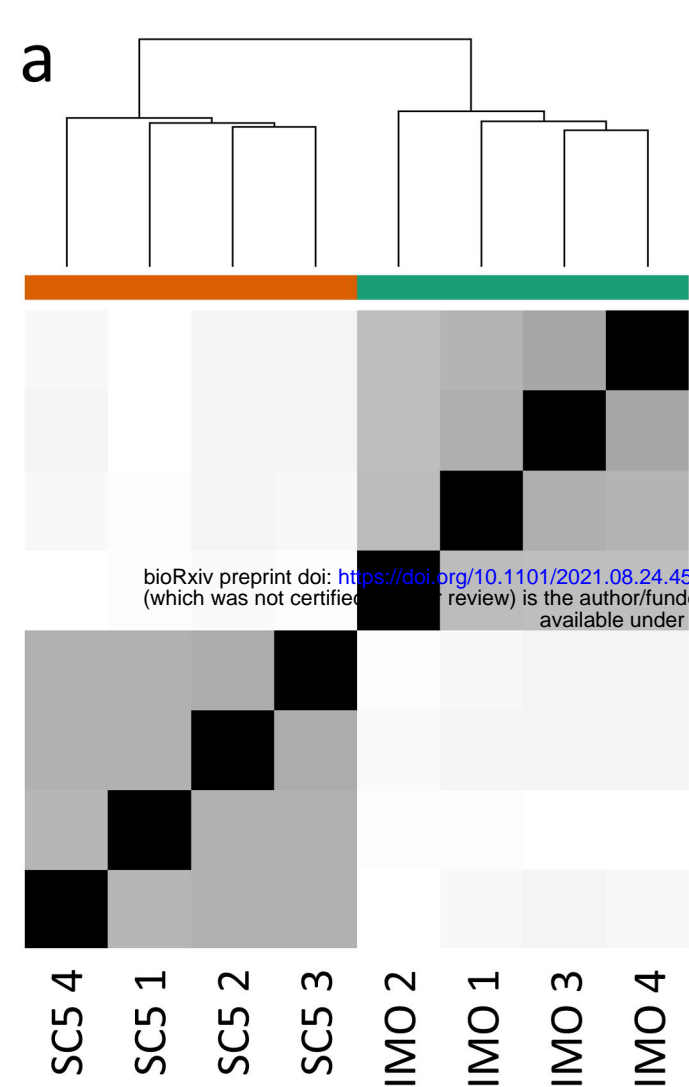 a
bioRxiv preprint doi: https://doi.org/10.1101/2021.08.24.45
(which was not certified review) is the author/funde
available under
SC5 4
SC5 1
SC5 2
SC5 3
IMO 2
IMO 1
IMO 3
IMO 4